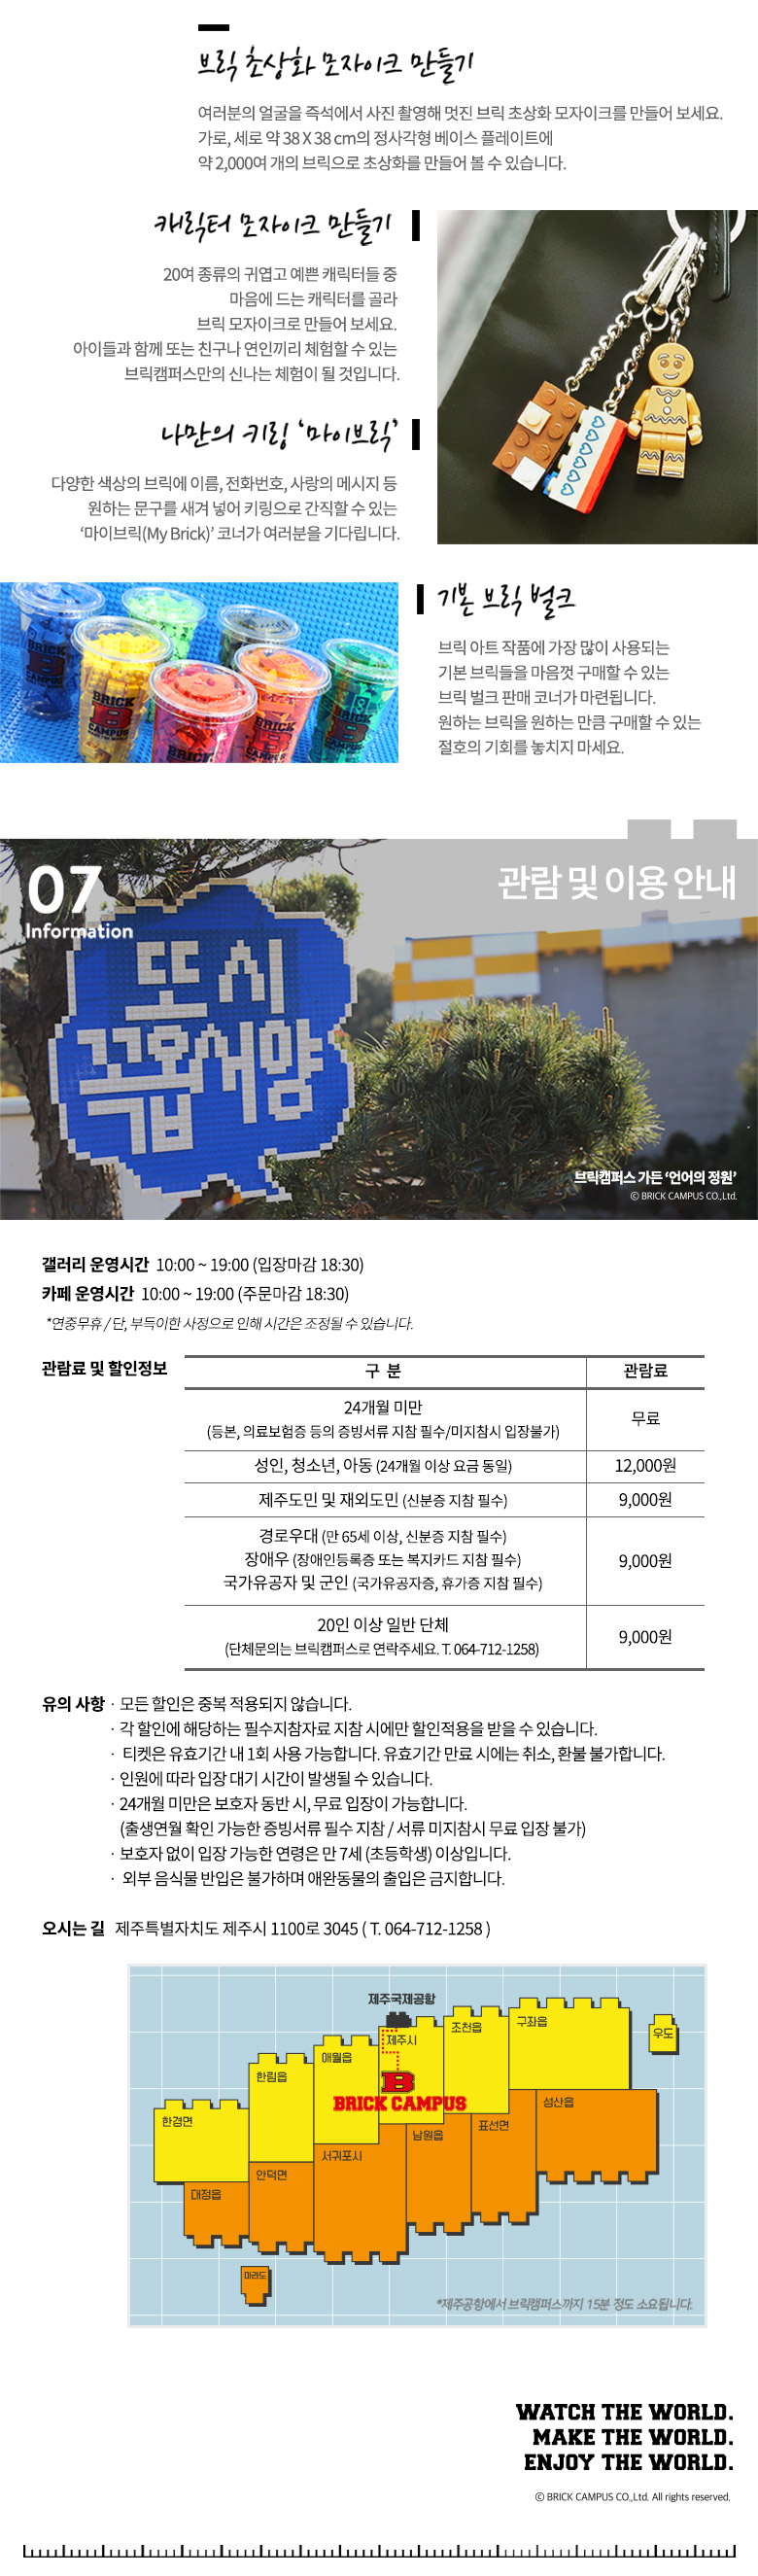 브릭 초상화 모자이크 만들기
여러분의 얼굴을 즉석에서 사진 촬영해 멋진 브릭 초상화 모자이크를 만들어 보세요.
가로, 세로 약 38 X 38 cm의 정사각형 베이스 플레이트에
약 2,000여 개의 브릭으로 초상화를 만들어 볼 수 있습니다.
캐릭터 모자이크 만들기
20여 종류의 귀엽고 예쁜 캐릭터들 중
마음에 드는 캐릭터를 골라
브릭 모자이크로 만들어 보세요.
아이들과 함께 또는 친구나 연인끼리 체험할 수 있는
브릭캠퍼스만의 신나는 체험이 될 것입니다.
나만의 키링 ‘마이브릭’
다양한 색상의 브릭에 이름, 전화번호, 사랑의 메시지 등
원하는 문구를 새겨 넣어 키링으로 간직할 수 있는
‘마이브릭(My Brick)’ 코너가 여러분을 기다립니다.
BRICK
B
CAMPUS
BRICK
B
CAMPUS
BRICK
B
CAMPUS
BRICK
B
CAMPUS
BRICK
B
CAMPUS
기본 브릭 벌크
브릭 아트 작품에 가장 많이 사용되는
기본 브릭들을 마음껏 구매할 수 있는
브릭 벌크 판매 코너가 마련됩니다.
원하는 브릭을 원하는 만큼 구매할 수 있는
절호의 기회를 놓치지 마세요.
07
Information
관람 및 이용 안내
또시
꼭옵서양
브릭캠퍼스 가든 ‘언어의 정원’
© BRICK CAMPUS CO.,Ltd.
갤러리 운영시간 10:00 ~ 19:00 (입장마감 18:30)
카페 운영시간 10:00 ~ 19:00 (주문마감 18:30)
*연중무휴 / 단, 부득이한 사정으로 인해 시간은 조정될 수 있습니다.
관람료 및 할인정보
구 분 관람료
24개월 미만
(등본, 의료보험증 등의 증빙서류 지참 필수/미지참시 입장불가)
무료
성인, 청소년, 아동 (24개월 이상 요금 동일) 12,000원
제주도민 및 재외도민 (신분증 지참 필수) 9,000원
경로우대 (만 65세 이상, 신분증 지참 필수)
장애우 (장애인등록증 또는 복지카드 지참 필수)
국가유공자 및 군인 (국가유공자증, 휴가증 지참 필수)
9,000원
20인 이상 일반 단체
(단체문의는 브릭캠퍼스로 연락주세요. T. 064-712-1258)
9,000원
유의 사항 · 모든 할인은 중복 적용되지 않습니다.
· 각 할인에 해당하는 필수지참자료 지참 시에만 할인적용을 받을 수 있습니다.
· 티켓은 유효기간 내 1회 사용 가능합니다. 유효기간 만료 시에는 취소, 환불 불가합니다.
· 인원에 따라 입장 대기 시간이 발생될 수 있습니다.
· 24개월 미만은 보호자 동반 시, 무료 입장이 가능합니다.
(출생연월 확인 가능한 증빙서류 필수 지참 / 서류 미지참시 무료 입장 불가)
· 보호자 없이 입장 가능한 연령은 만 7세 (초등학생) 이상입니다.
· 외부 음식물 반입은 불가하며 애완동물의 출입은 금지합니다.
오시는 길 제주특별자치도 제주시 1100로 3045 ( T. 064-712-1258 )
제주국제공항
구좌읍
조천읍
우도
제주시
애월읍
한림읍
B
BRICK CAMPUS
성산읍
한경면
표선면
남원읍
서귀포시
안덕면
대정읍
마라도
*제주공항에서 브릭캠퍼스까지 15분 정도 소요됩니다.
WATCH THE WORLD.
MAKE THE WORLD.
ENJOY THE WORLD.
© BRICK CAMPUS CO.,Ltd. All rights reserved.